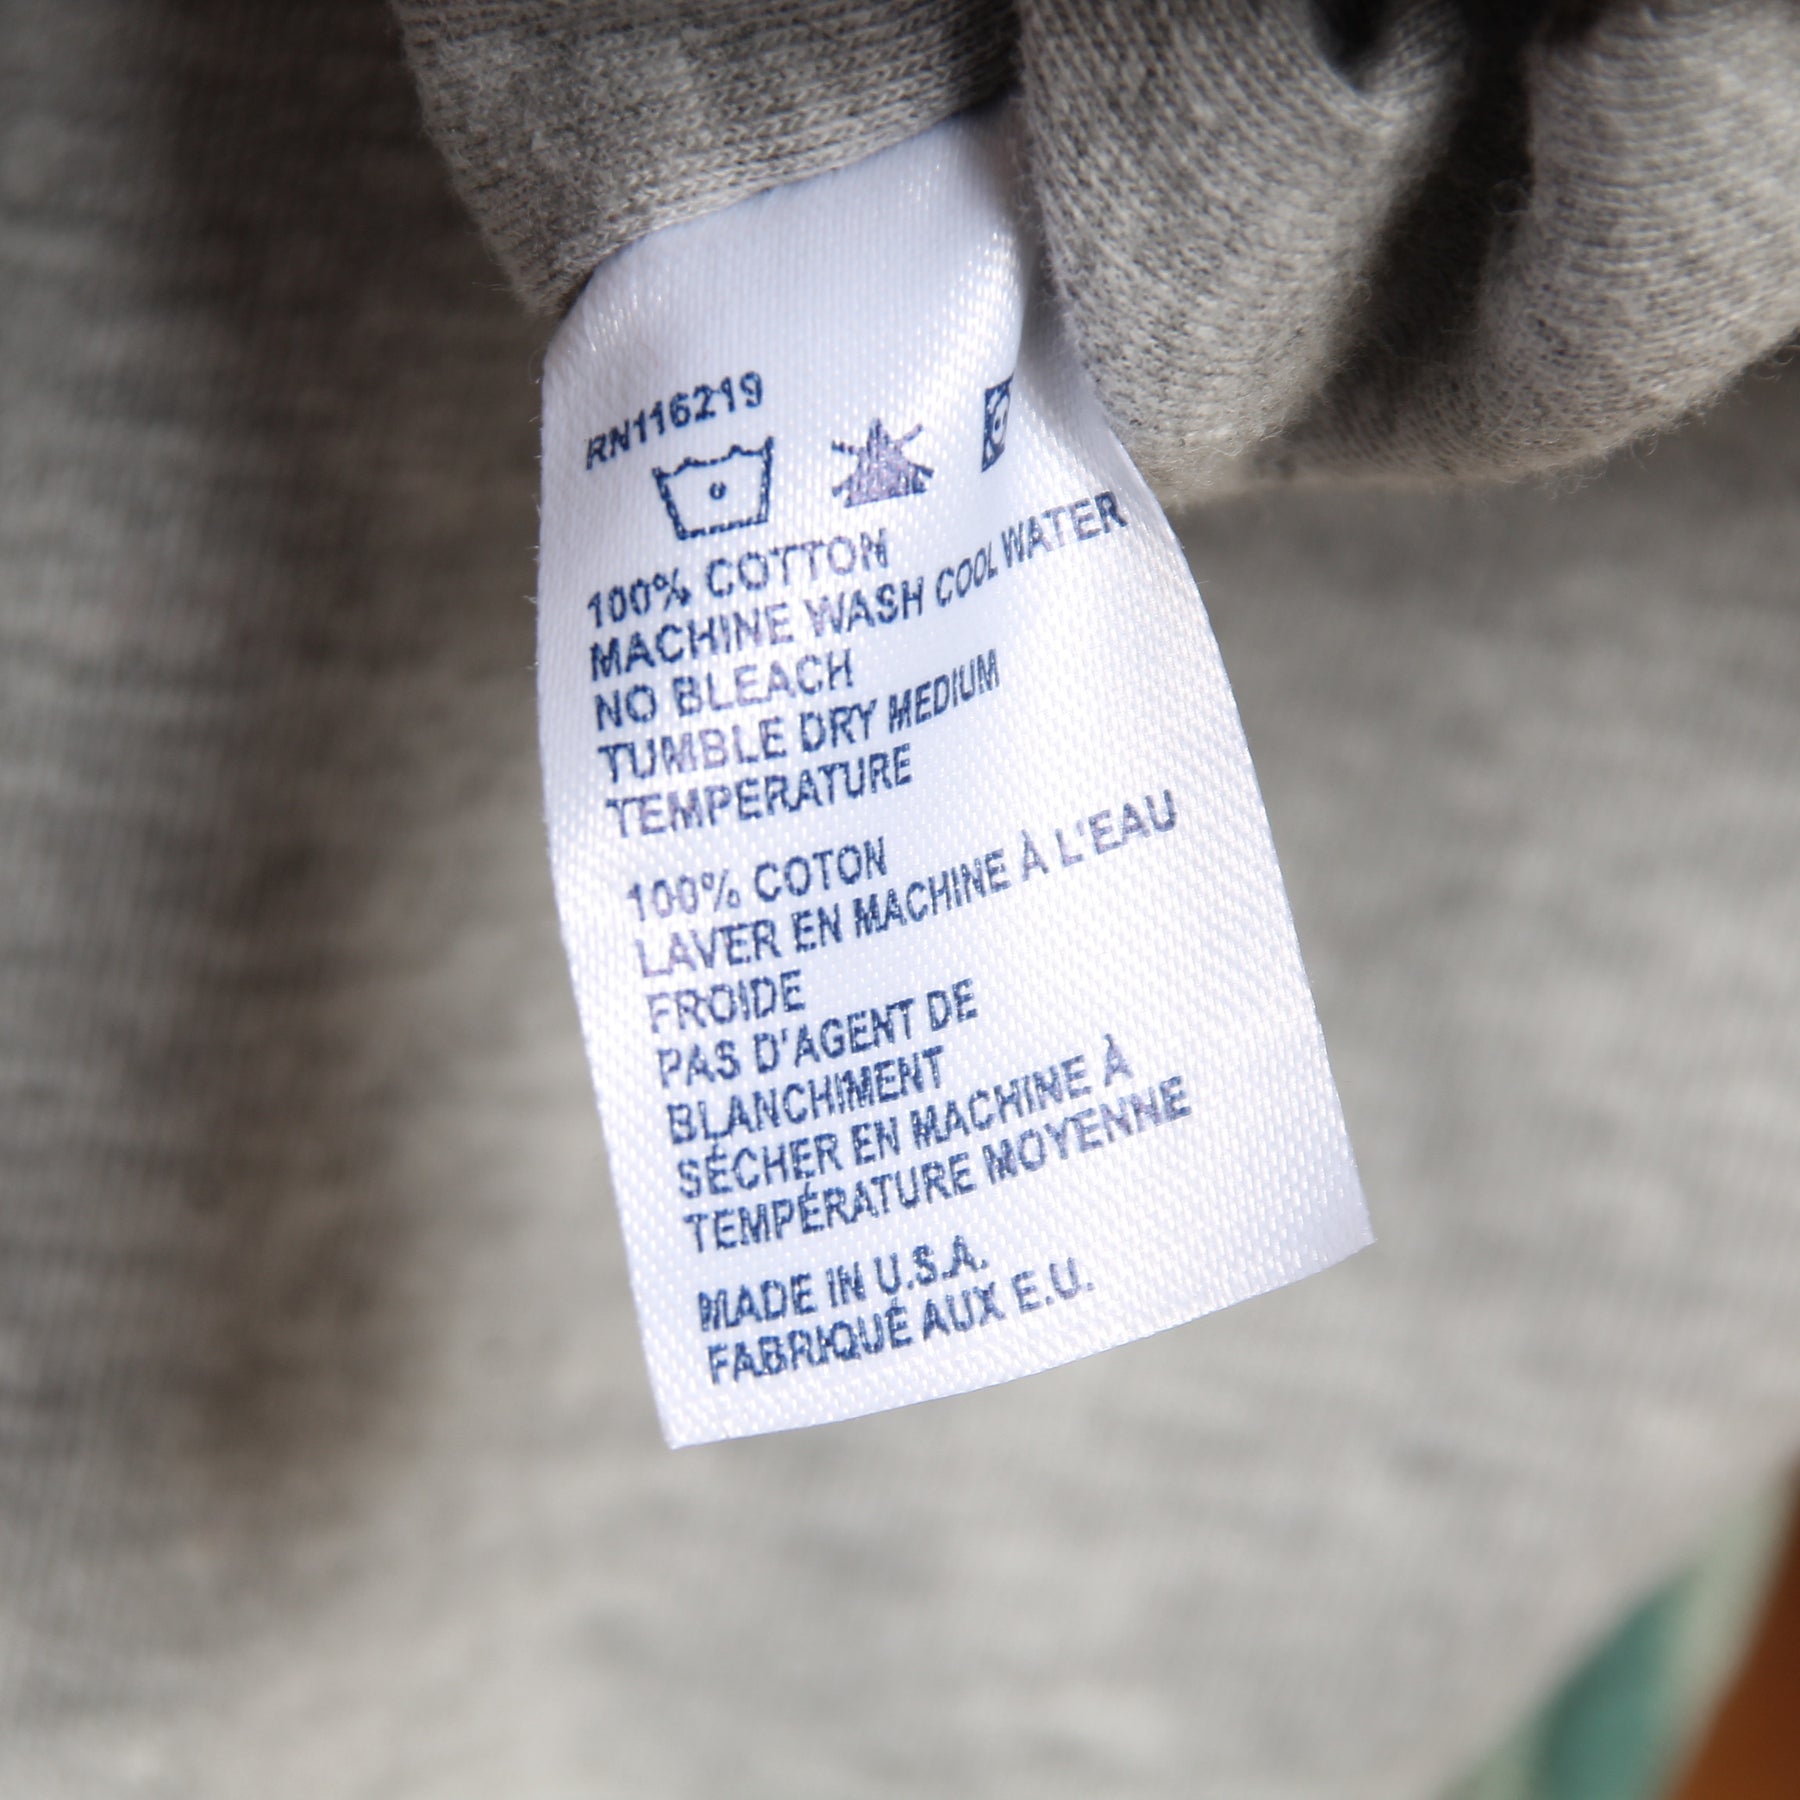 RN116219
100% COTTON
MACHINE WASH COOL WATER
NO BLEACH
TUMBLE DRY MEDIUM
TEMPERATURE
100% COTON
LAVER EN MACHINE À L'EAU
FROIDE
PAS D'AGENT DE
BLANCHIMENT
SÉCHER EN MACHINE À
TEMPÉRATURE MOYENNE
MADE IN U.S.A.
FABRIQUÉ AUX E.U.